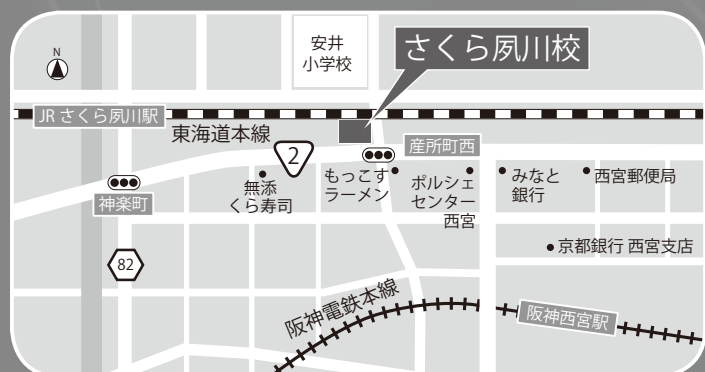 N
安井
小学校
さくら夙川校
JR さくら夙川駅
東海道本線
2
産所町西
神楽町
無添
くら寿司
もっこす
ラーメン
ポルシェ
センター
西宮
みなと
銀行
西宮郵便局
京都銀行 西宮支店
82
阪神電鉄本線
阪神西宮駅